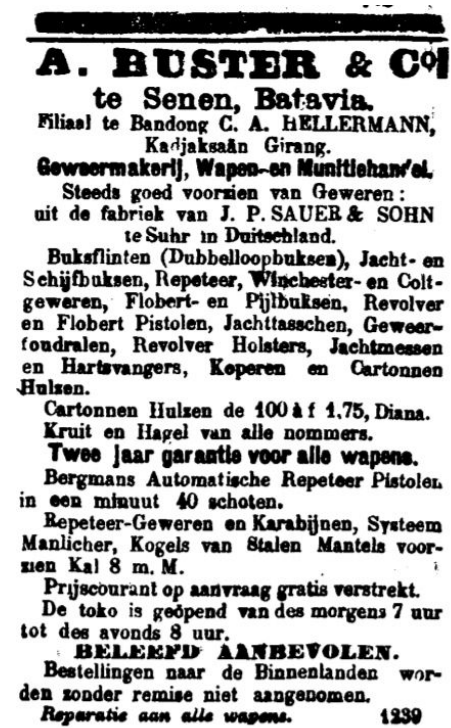 A. BUSTER & Co
te Senen, Batavia.
Filiaal te Bandong C. A. HELLERMANN,
Kadjaksaän Girang.
Geweermakerij, Wapen- en Munitiehandel.
Steeds goed voorzien van Geweren:
uit de fabriek van J. P. SAUER & SOHN
te Suhr in Duitschland.
Buksflinten (Dubbelloopbuksen), Jacht- en
Schijfbuksen, Repeteer, Winchester- en Colt-
geweren, Flobert- en Pijlbuksen, Revolver
en Flobert Pistolen, Jachttasschen, Geweer-
foudralen, Revolver Holsters, Jachtmessen
en Hartsvangers, Koperen en Cartonnen
Hulzen.
Cartonnen Hulzen de 100 à f 1.75, Diana.
Kruit en Hagel van alle nommers.
Twee jaar garantie voor alle wapens.
Bergmans Automatische Repeteer Pistolen
in een minuut 40 schoten.
Repeteer-Geweren en Karabijnen, Systeem
Manlicher, Kogels van Stalen Mantels voor-
zien Kal 8 m. M.
Prijscourant op aanvraag gratis verstrekt.
De toko is geöpend van des morgens 7 uur
tot des avonds 8 uur.
BELEEFD AANBEVOLEN.
Bestellingen naar de Binnenlanden wor-
den zonder remise niet aangenomen.
Reparatie aan alle wapens. 1239